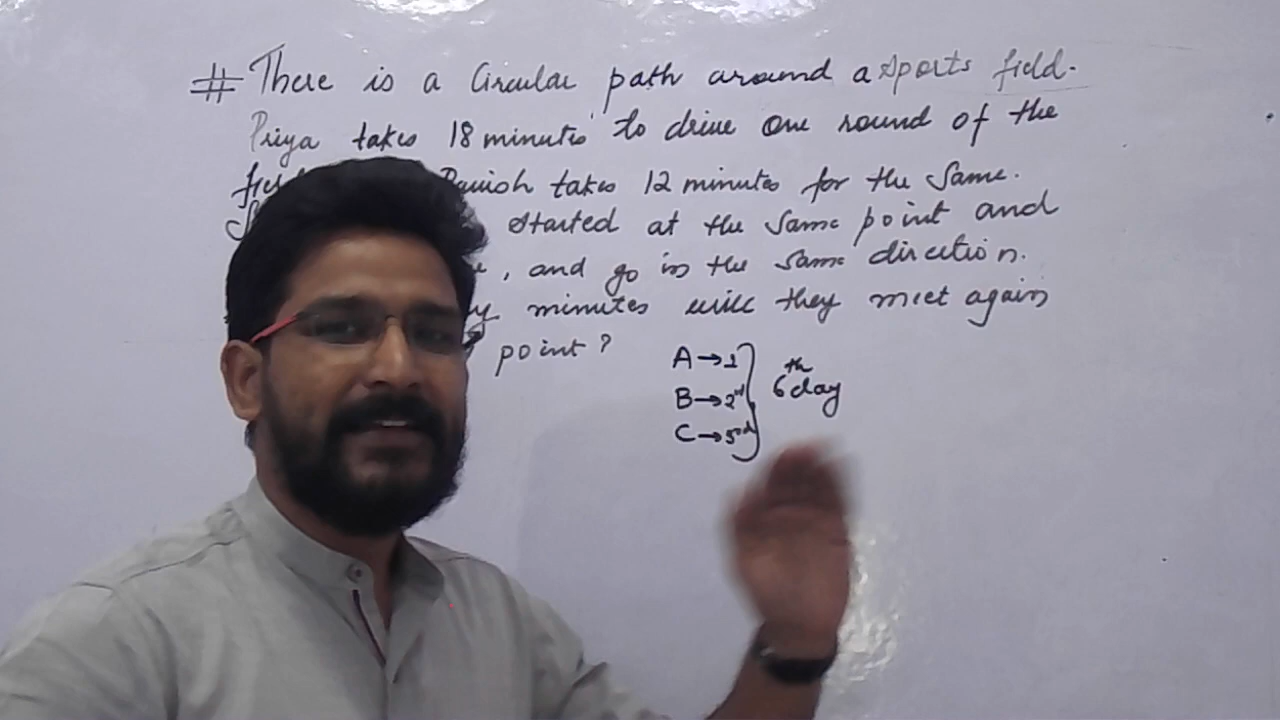 # There is a Circular path around a sports field.
Priya takes 18 minutes to drive one round of the
Ravish takes 12 minutes for the same.
started at the same point and
, and go in the same direction.
minutes will they meet again
point?
A → 1
B → 2nd
C → 3rd
6th day